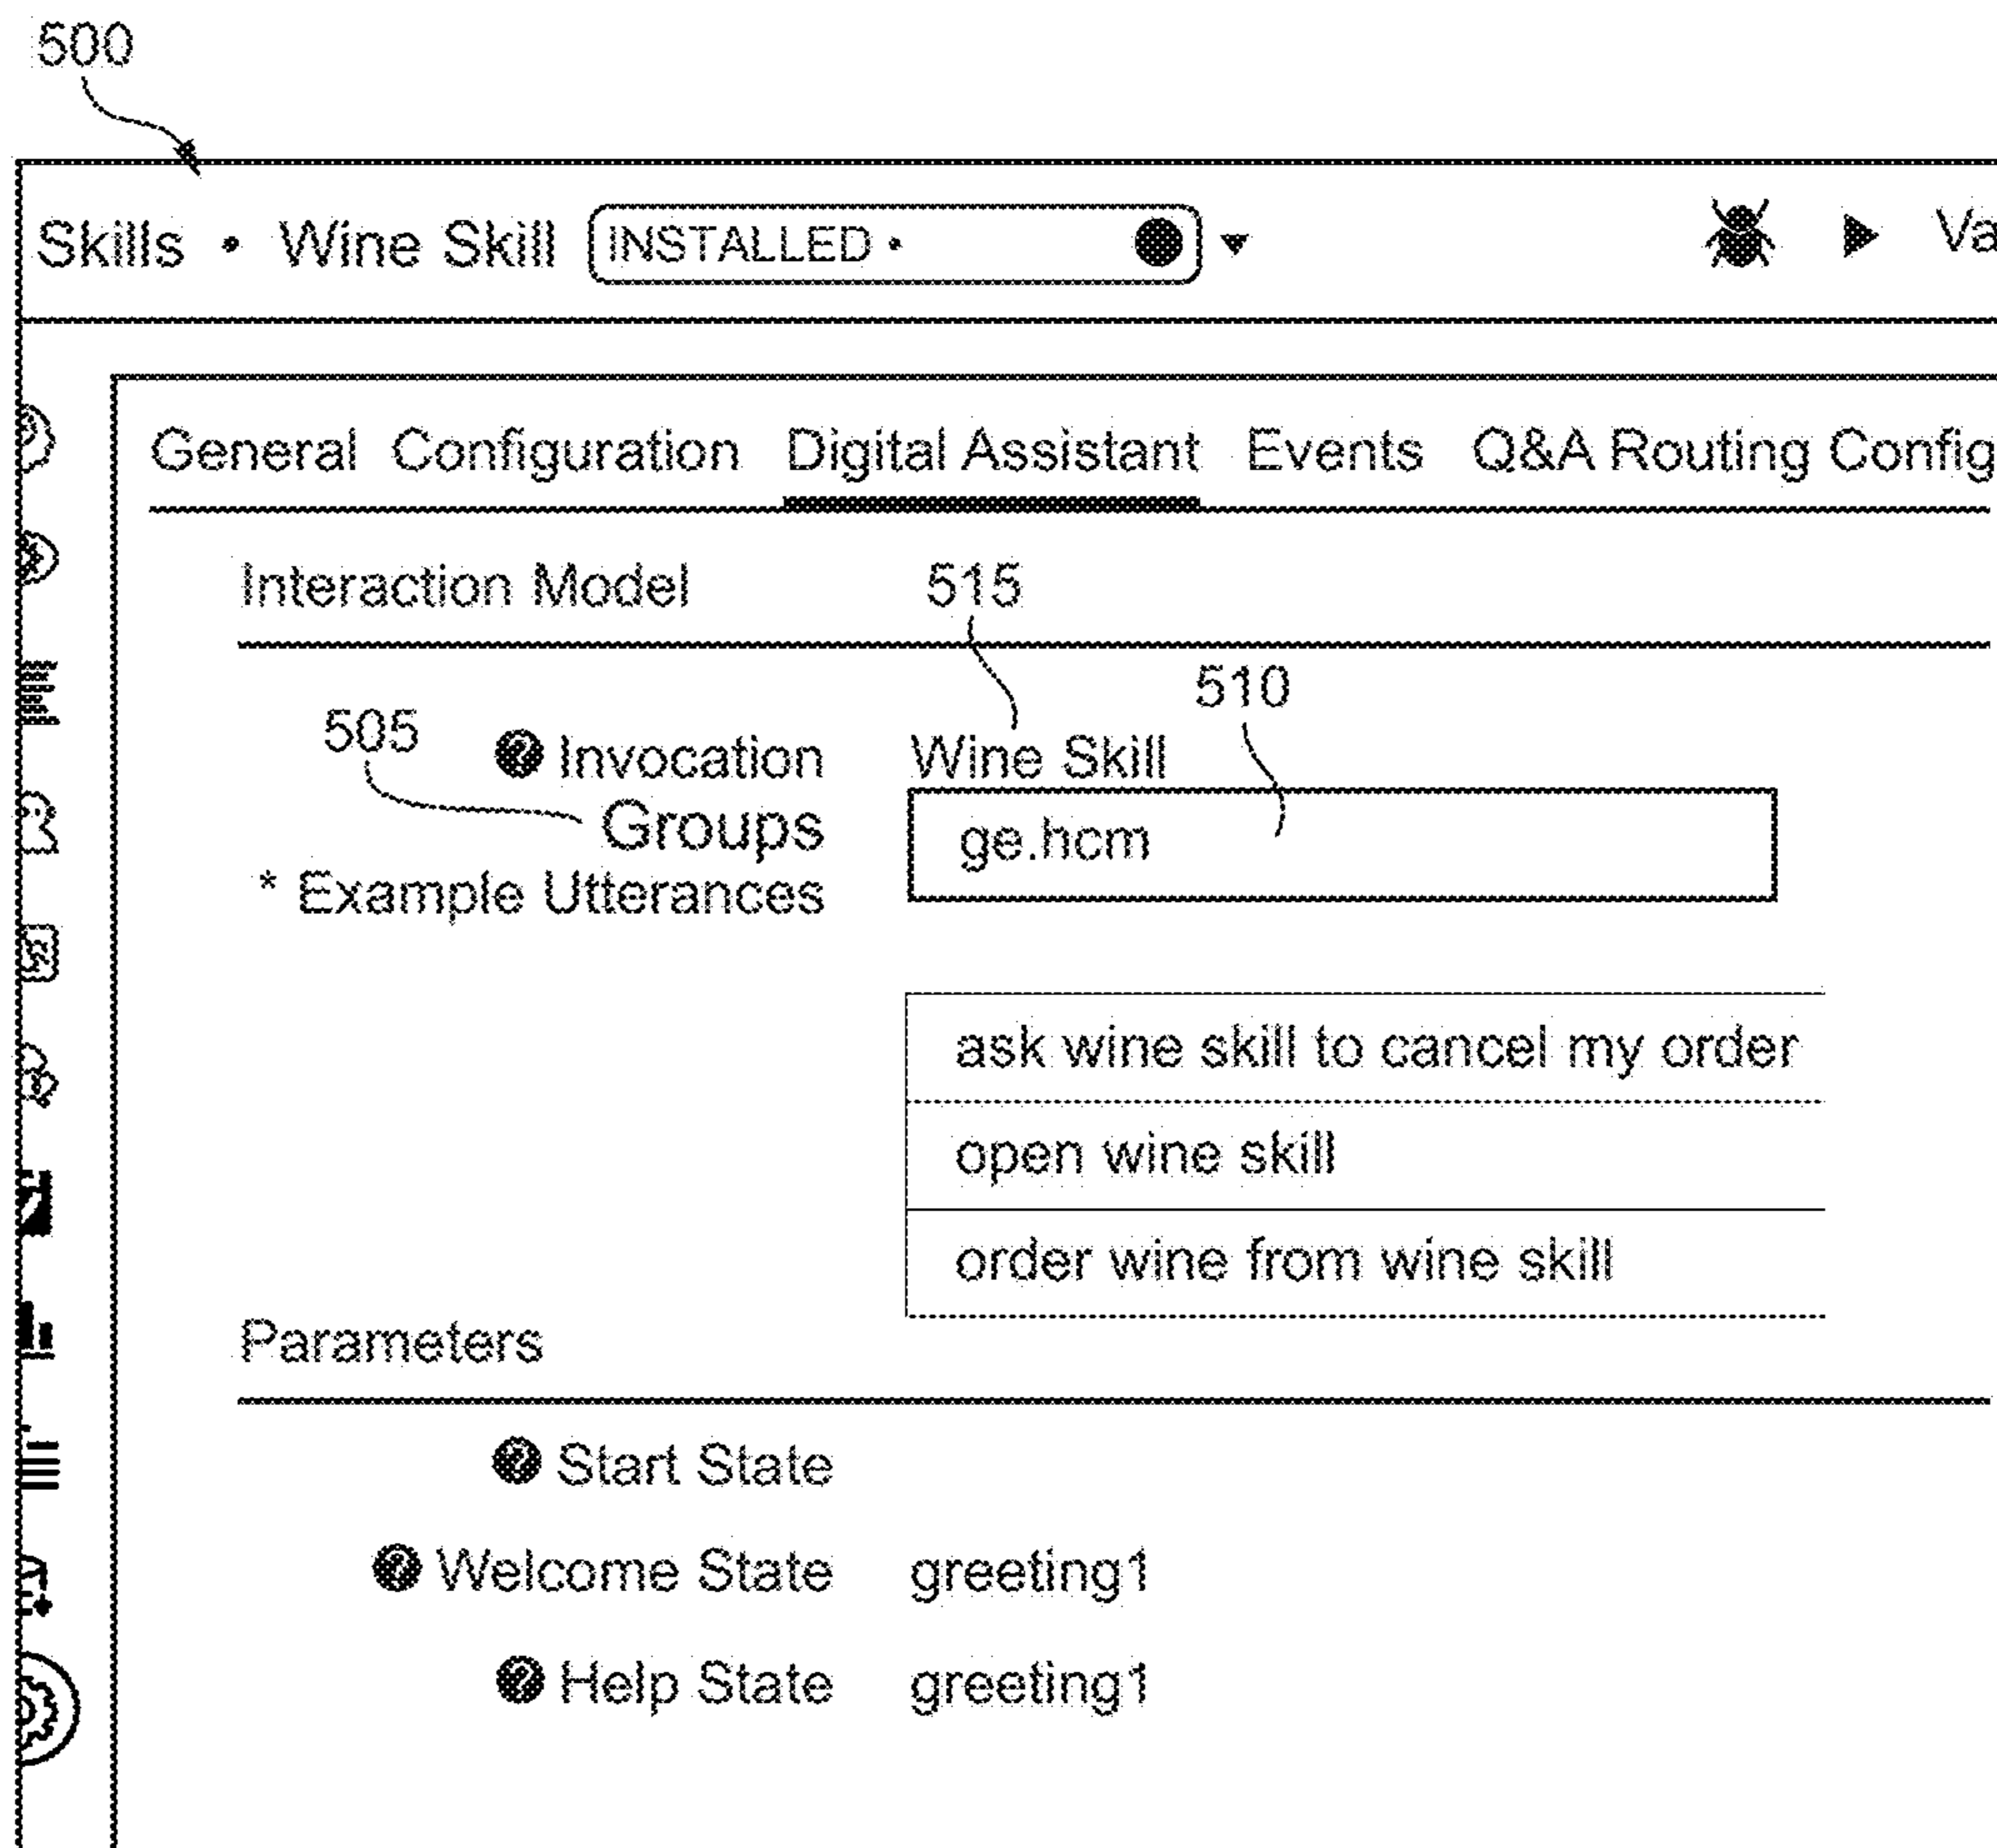 500
Skills • Wine Skill INSTALLED •
General Configuration Digital Assistant Events Q&A Routing Config
Interaction Model 515
510
505 Invocation Wine Skill
Groups ge.hcm
* Example Utterances
ask wine skill to cancel my order
open wine skill
order wine from wine skill
Parameters
Start State
Welcome State greeting1
Help State greeting1